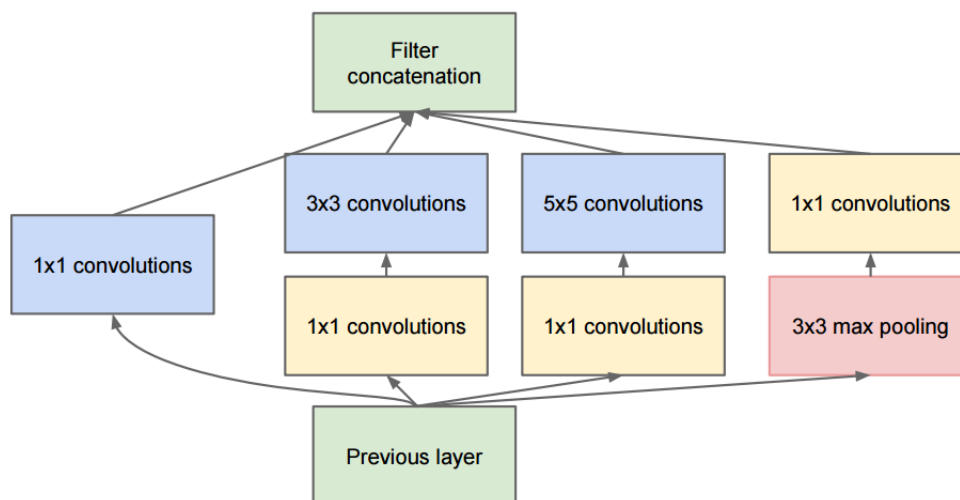 Filter
concatenation
3x3 convolutions
5x5 convolutions
1x1 convolutions
1x1 convolutions
1x1 convolutions
1x1 convolutions
3x3 max pooling
Previous layer